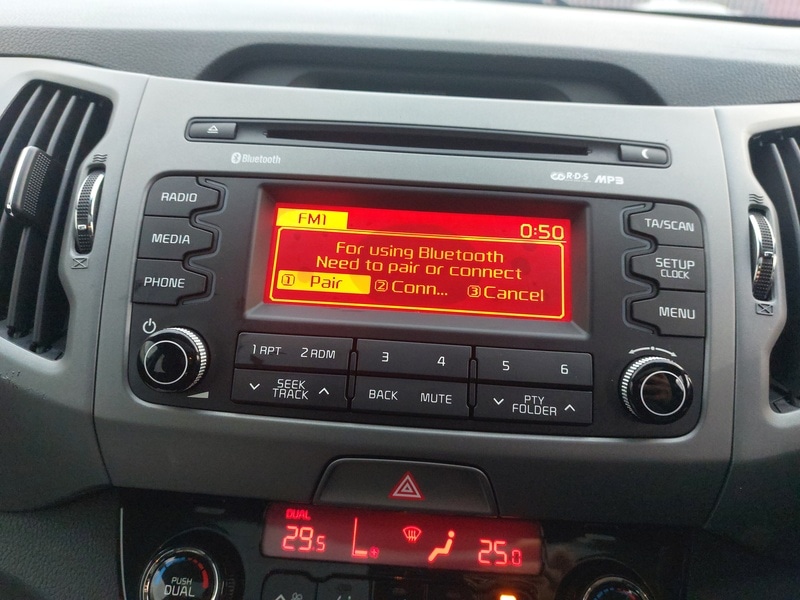 Bluetooth
R·D·S MP3
RADIO
MEDIA
PHONE
FM1 0:50
For using Bluetooth
Need to pair or connect
1 Pair 2 Conn... 3 Cancel
TA/SCAN
SETUP
CLOCK
MENU
1 RPT 2 RDM 3 4 5 6
SEEK
TRACK
BACK MUTE
PTY
FOLDER
DUAL
29.5 25.0
PUSH
DUAL